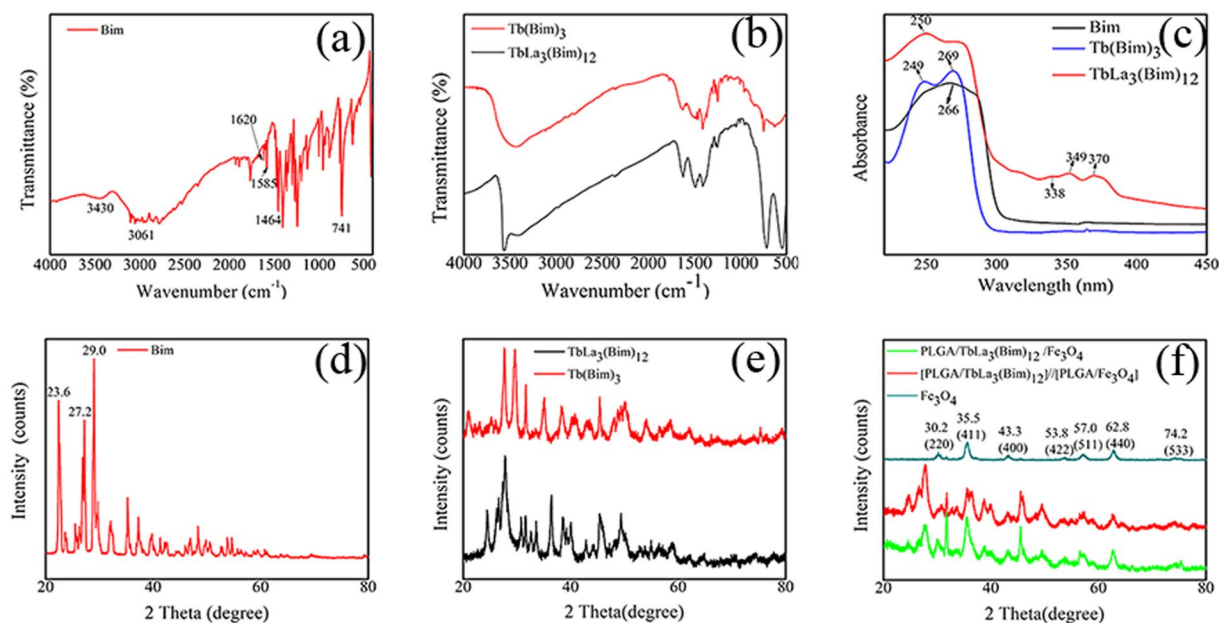 (a)
Bim
Transmittance (%)
1620
3430
3061
1585
1464
741
4000 3500 3000 2500 2000 1500 1000 500
Wavenumber (cm-1)
(b)
Tb(Bim)3
TbLa3(Bim)12
Transmittance (%)
4000 3500 3000 2500 2000 1500 1000 500
Wavenumber (cm-1)
(c)
Bim
Tb(Bim)3
TbLa3(Bim)12
250
249
269
266
349
370
338
Absorbance
250 300 350 400 450
Wavelength (nm)
(d)
Bim
29.0
23.6
27.2
Intensity (counts)
20 40 60 80
2 Theta (degree)
(e)
TbLa3(Bim)12
Tb(Bim)3
Intensity (counts)
20 40 60 80
2 Theta(degree)
(f)
PLGA/TbLa3(Bim)12 /Fe3O4
[PLGA/TbLa3(Bim)12]//[PLGA/Fe3O4]
Fe3O4
30.2 35.5 43.3 53.8 57.0 62.8 74.2
(220) (411) (400) (422) (511) (440) (533)
Intensity (counts)
20 30 40 50 60 70 80
2 Theta(degree)